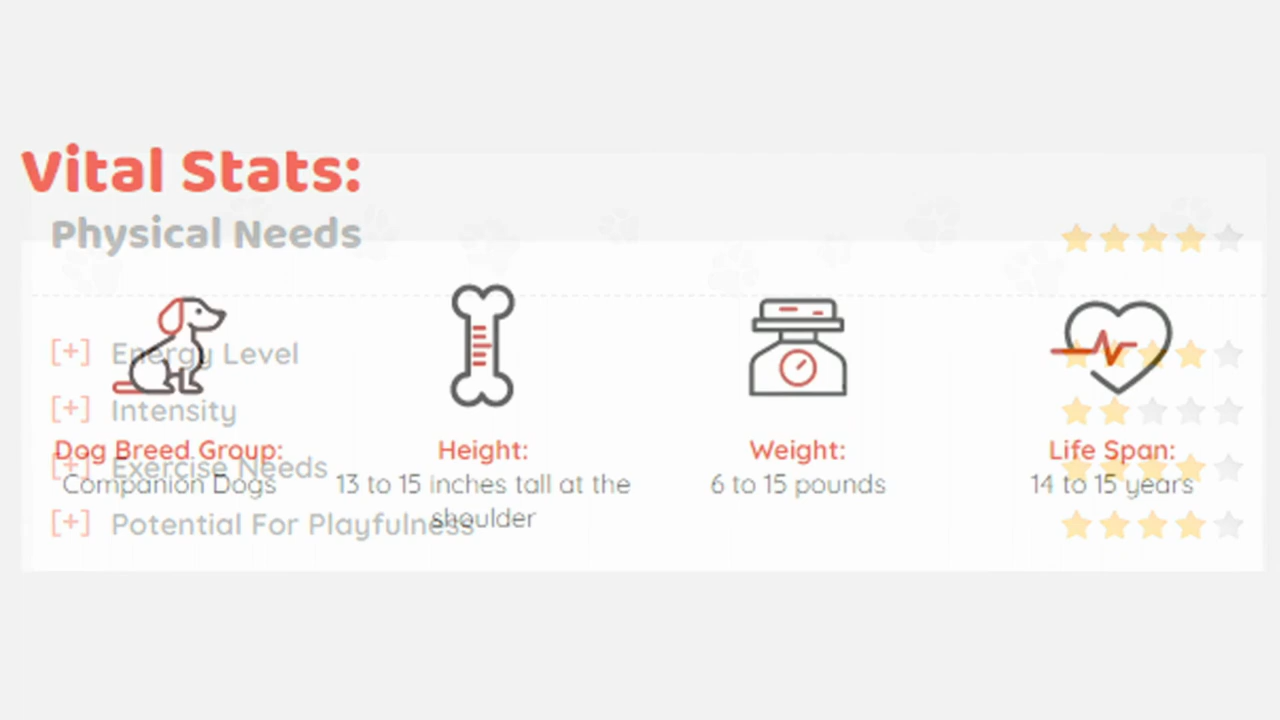 Vital Stats:
Physical Needs
[+] Energy Level
[+] Intensity
Dog Breed Group:
Height:
Weight:
Life Span:
[+] Exercise Needs
Companion Dogs
13 to 15 inches tall at the
6 to 15 pounds
14 to 15 years
shoulder
[+] Potential For Playfulness